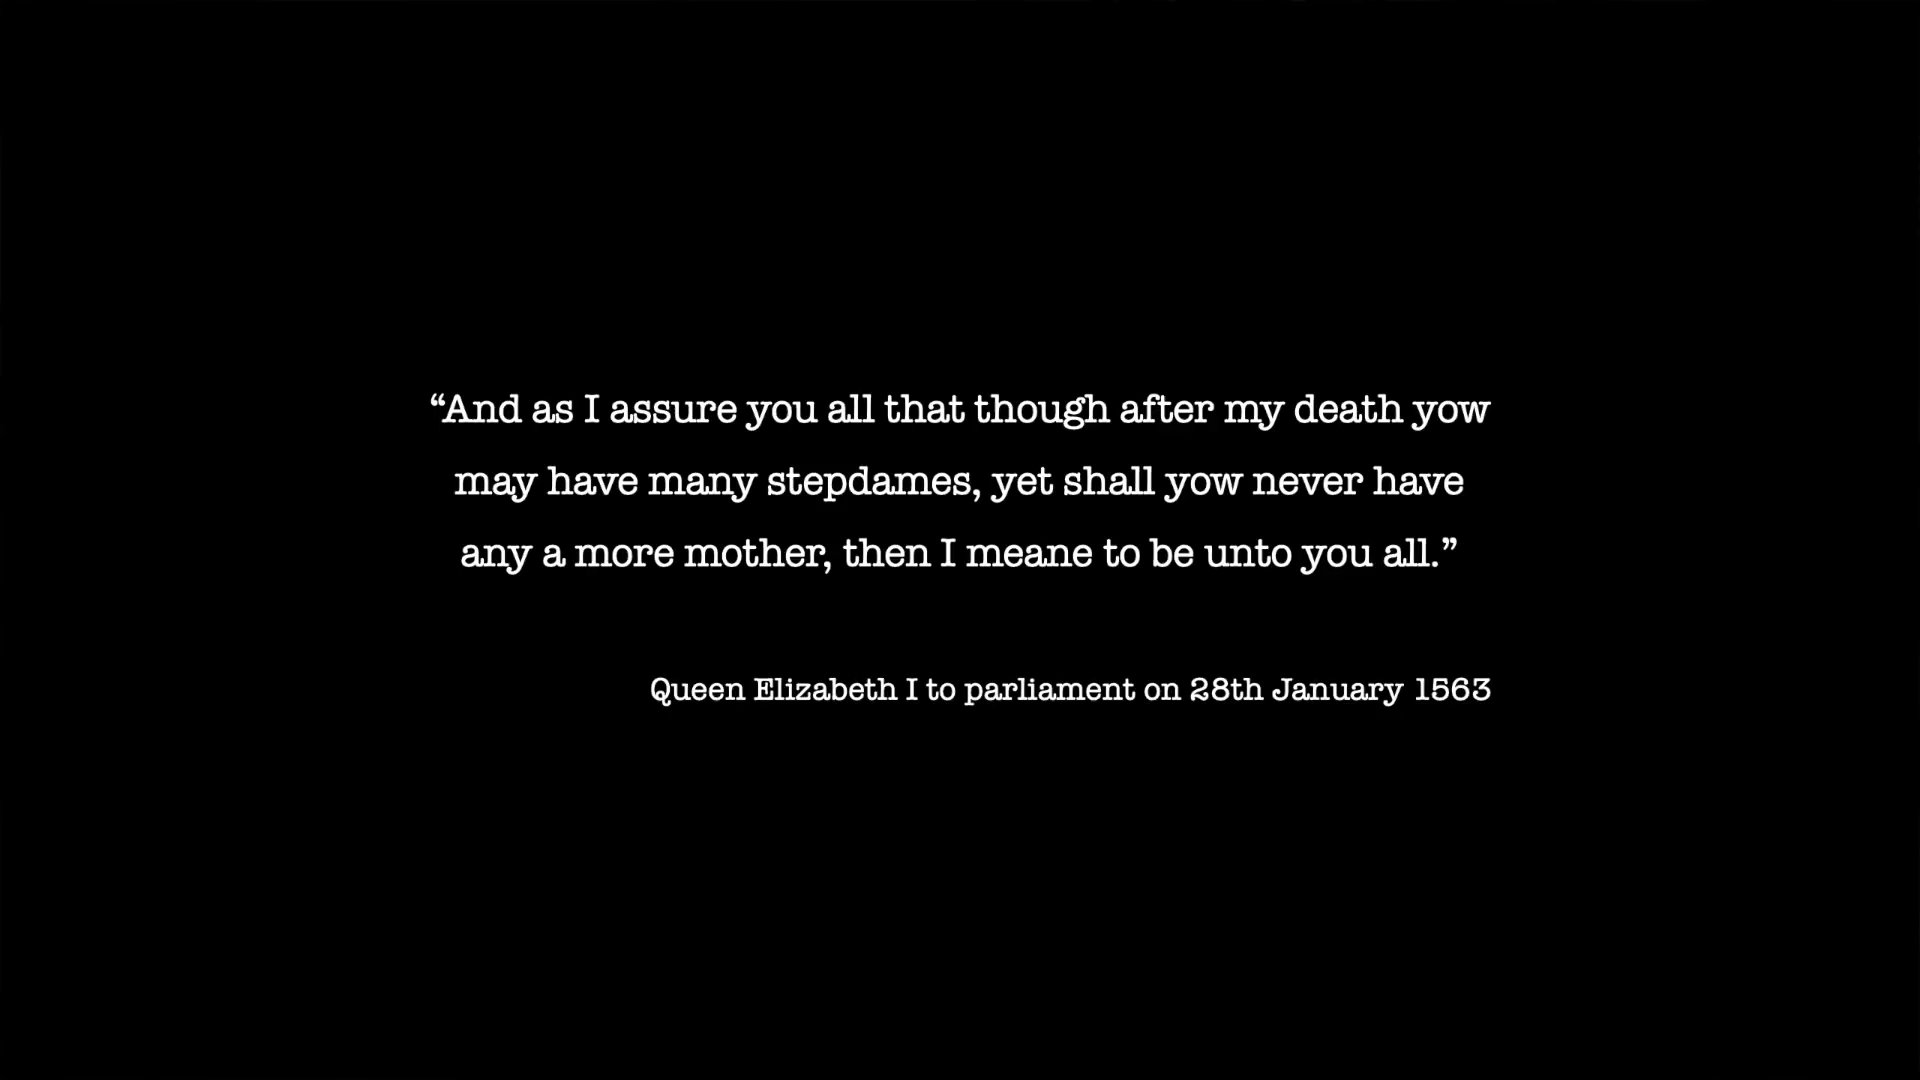 “And as I assure you all that though after my death yow
may have many stepdames, yet shall yow never have
any a more mother, then I meane to be unto you all.”
Queen Elizabeth I to parliament on 28th January 1563